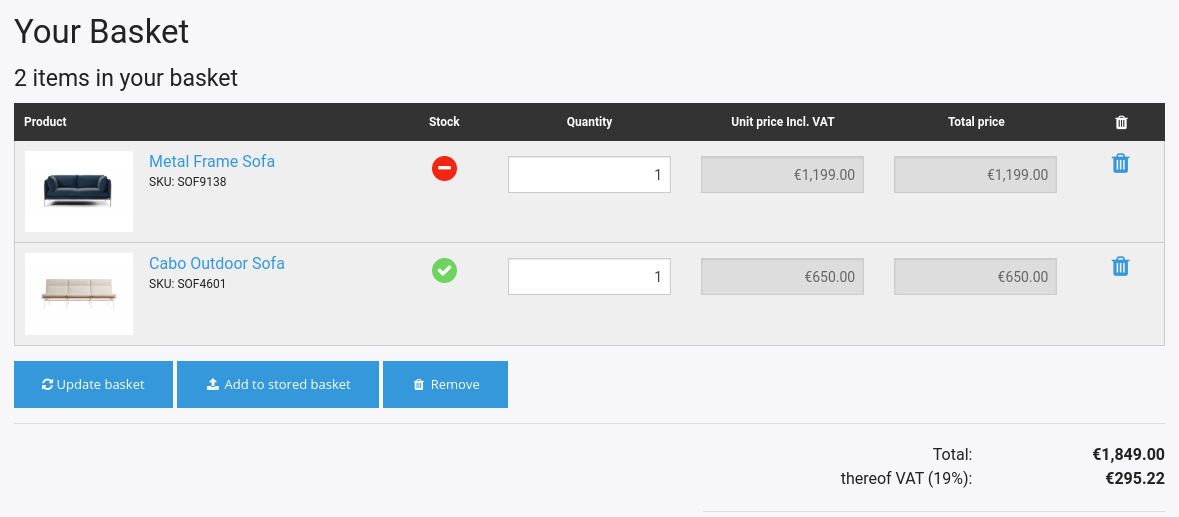 Your Basket
2 items in your basket
Product Stock Quantity Unit price Incl. VAT Total price
Metal Frame Sofa 1 €1,199.00 €1,199.00
SKU: SOF9138
Cabo Outdoor Sofa 1 €650.00 €650.00
SKU: SOF4601
Update basket Add to stored basket Remove
Total: €1,849.00
thereof VAT (19%): €295.22